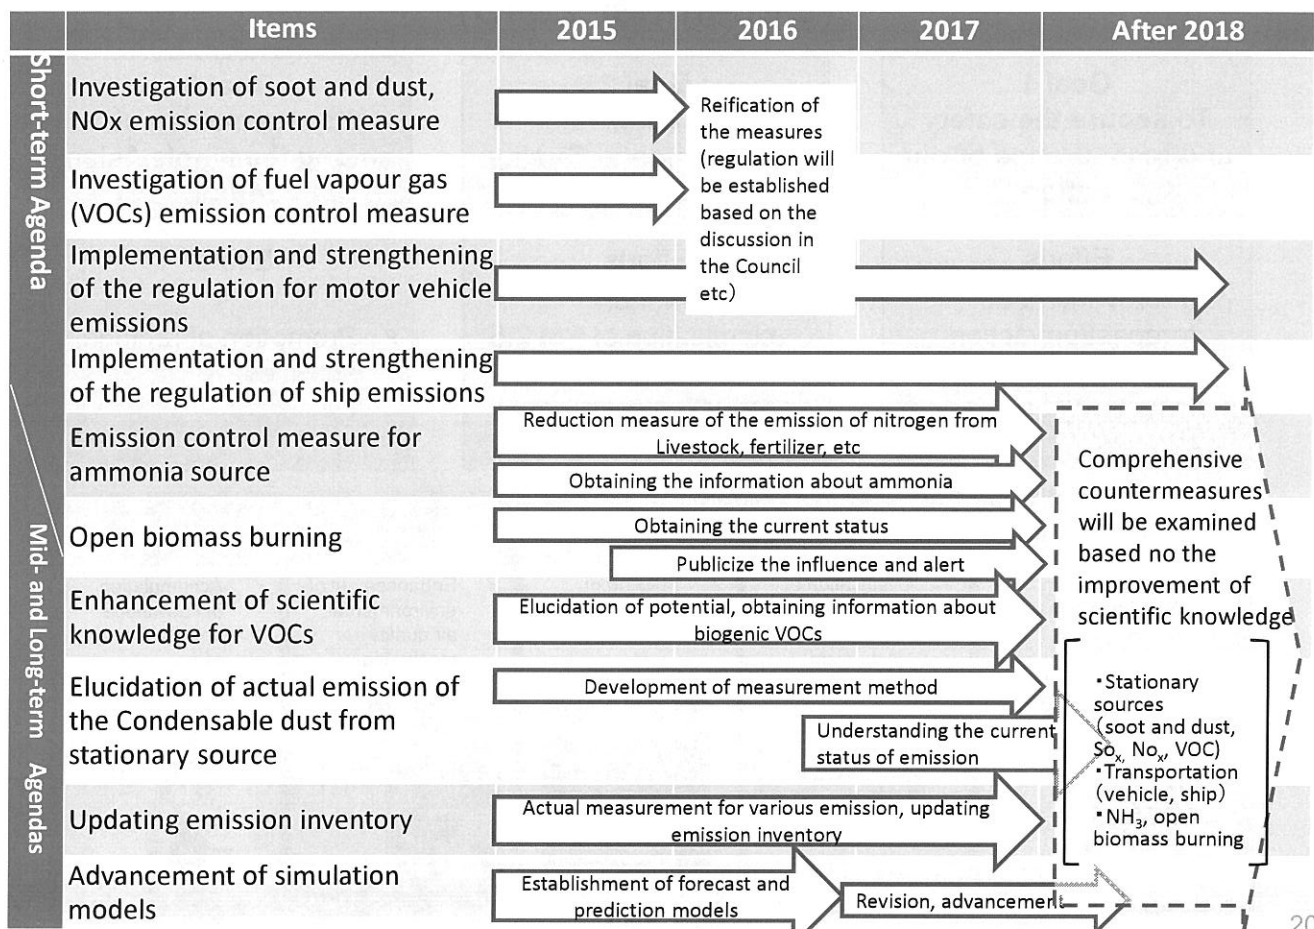 Items
2015
2016
2017
After 2018
Short-term Agenda
Investigation of soot and dust,
NOx emission control measure
Reification of
the measures
(regulation will
be established
based on the
discussion in
the Council
etc)
Investigation of fuel vapour gas
(VOCs) emission control measure
Implementation and strengthening
of the regulation for motor vehicle
emissions
Implementation and strengthening
of the regulation of ship emissions
Mid- and Long-term Agendas
Emission control measure for
ammonia source
Reduction measure of the emission of nitrogen from
Livestock, fertilizer, etc
Obtaining the information about ammonia
Open biomass burning
Obtaining the current status
Publicize the influence and alert
Enhancement of scientific
knowledge for VOCs
Elucidation of potential, obtaining information about
biogenic VOCs
Elucidation of actual emission of
the Condensable dust from
stationary source
Development of measurement method
Understanding the current
status of emission
Updating emission inventory
Actual measurement for various emission, updating
emission inventory
Advancement of simulation
models
Establishment of forecast and
prediction models
Revision, advancement
Comprehensive
countermeasures
will be examined
based no the
improvement of
scientific knowledge
・Stationary
sources
(soot and dust,
Soₓ, Noₓ, VOC)
・Transportation
(vehicle, ship)
・NH₃, open
biomass burning
20